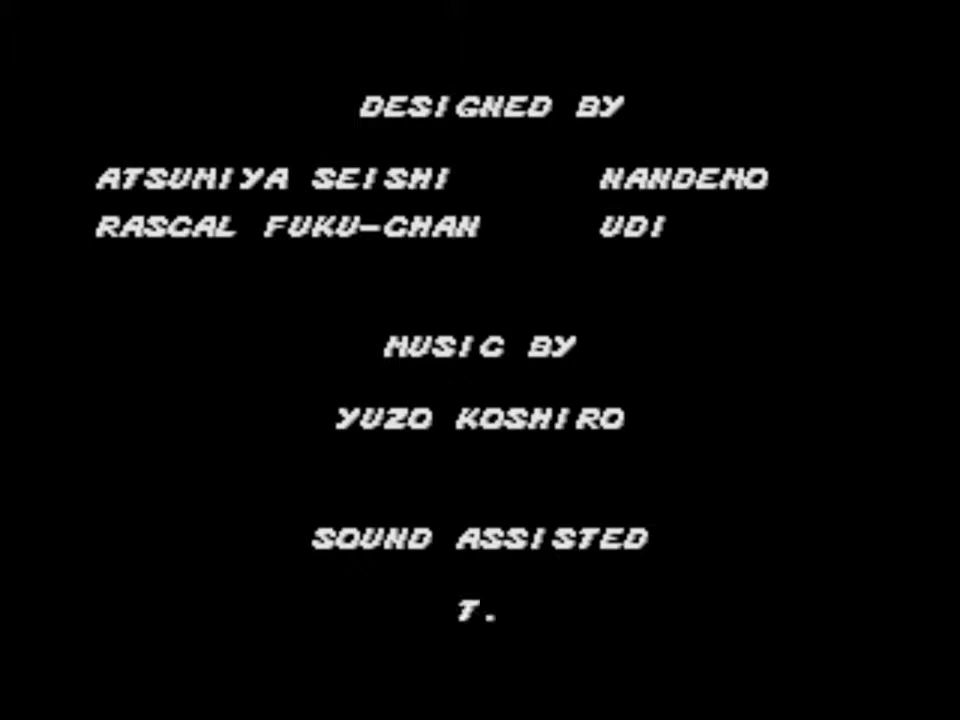 DESIGNED BY
ATSUMIYA SEISHI NANDEMO
RASCAL FUKU-CHAN UDI
MUSIC BY
YUZO KOSHIRO
SOUND ASSISTED
T.